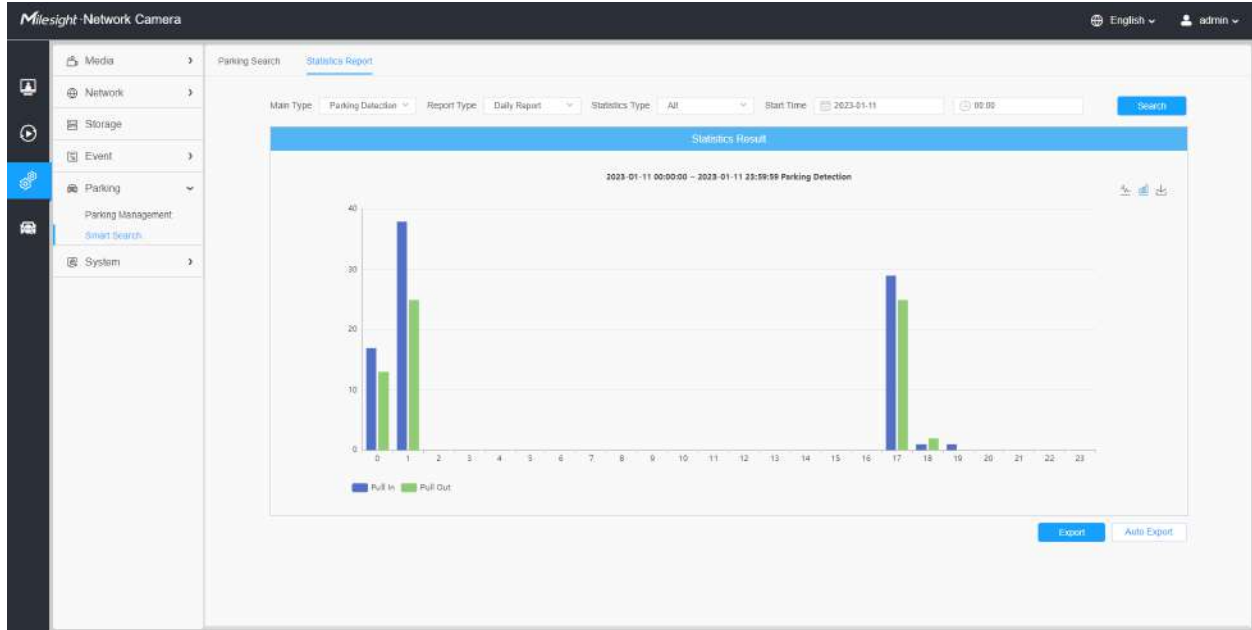 Milesight Network Camera
English
admin
Media
Network
Storage
Event
Parking
Parking Management
Smart Search
System
Parking Search Statistics Report
Main Type Parking Detection Report Type Daily Report Statistics Type All Start Time 2023-01-11 00:00 Search
Statistics Result
2023-01-11 00:00:00 ~ 2023-01-11 23:59:59 Parking Detection
40
30
20
10
0
0 1 2 3 4 5 6 7 8 9 10 11 12 13 14 15 16 17 18 19 20 21 22 23
Pull In Pull Out
Export Auto Export